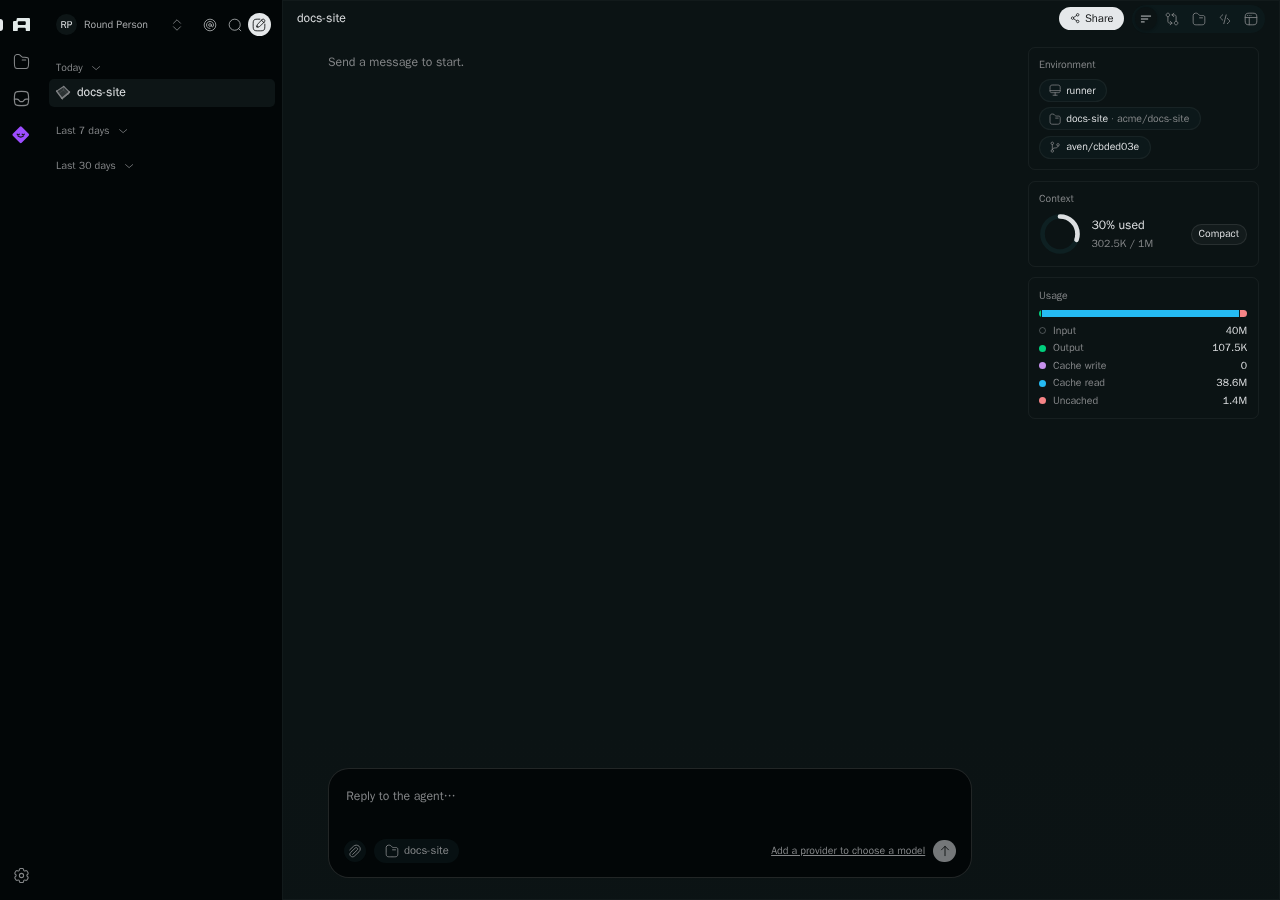 RP Round Person
Today
docs-site
Last 7 days
Last 30 days
docs-site
Share
Send a message to start.
Environment
runner
docs-site · acme/docs-site
aven/cbded03e
Context
30% used
302.5K / 1M
Compact
Usage
Input 40M
Output 107.5K
Cache write 0
Cache read 38.6M
Uncached 1.4M
Reply to the agent···
docs-site
Add a provider to choose a model